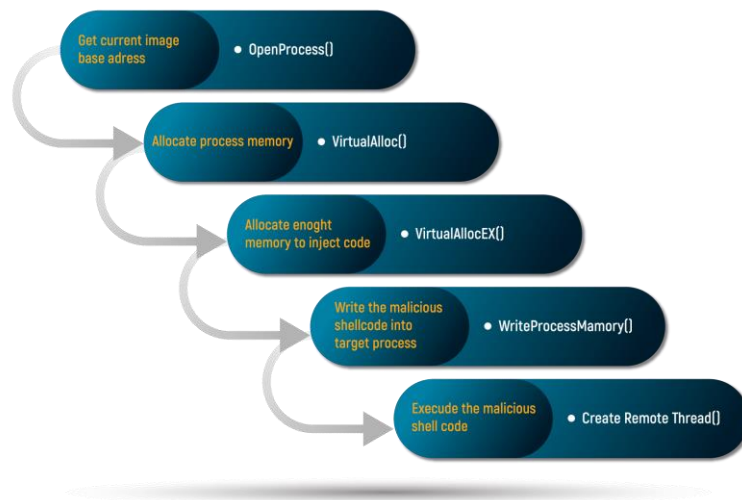 Get current image
base adress
• OpenProcess()
Allocate process memory
• VirtualAlloc()
Allocate enoght
memory to inject code
• VirtualAllocEX()
Write the malicious
shellcode into
target process
• WriteProcessMamory()
Execude the malicious
shell code
• Create Remote Thread()